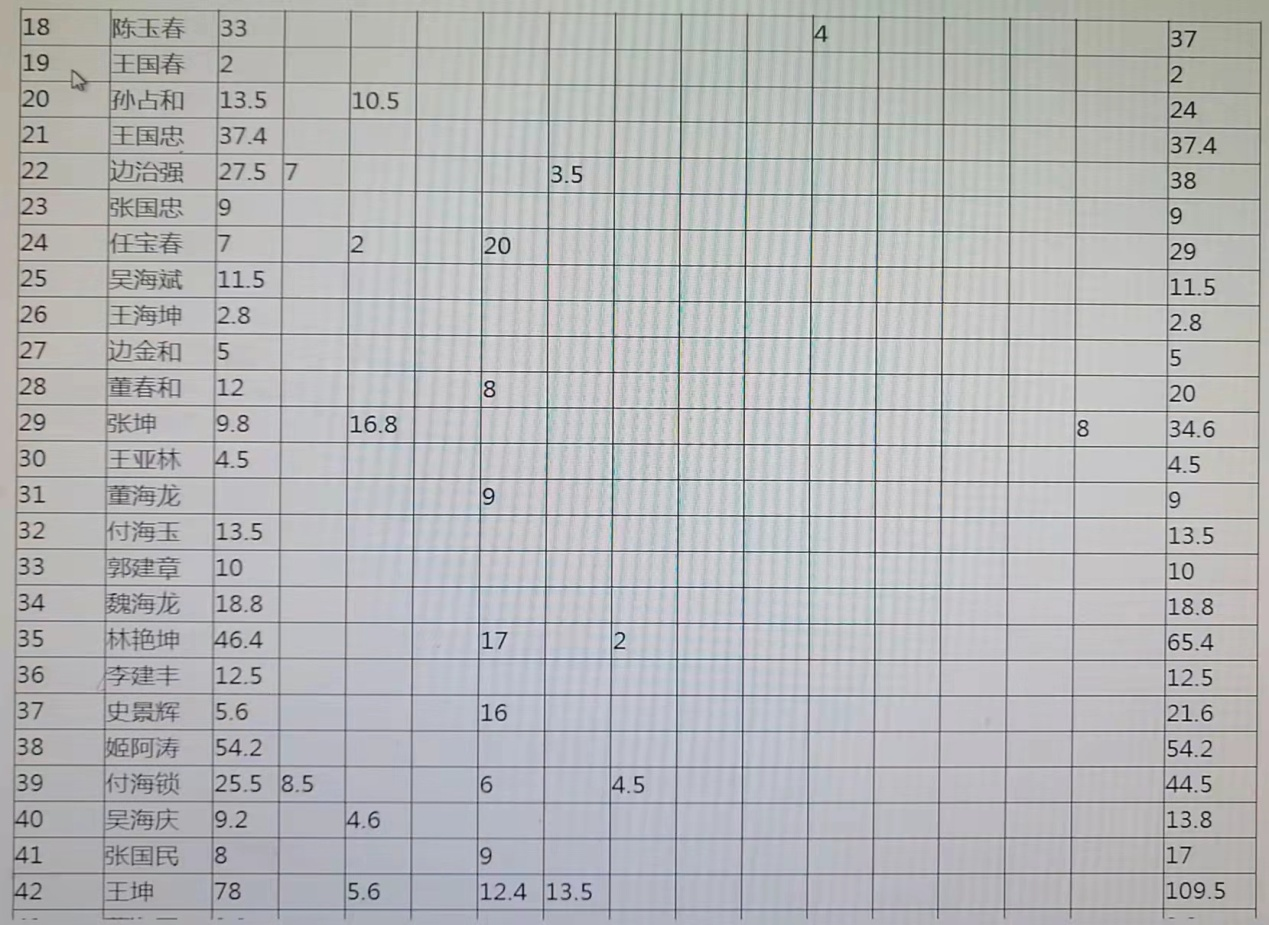 18 陈玉春 33 4 37
19 王国春 2 2
20 孙占和 13.5 10.5 24
21 王国忠 37.4 37.4
22 边治强 27.5 7 3.5 38
23 张国忠 9 9
24 任宝春 7 2 20 29
25 吴海斌 11.5 11.5
26 王海坤 2.8 2.8
27 边金和 5 5
28 董春和 12 8 20
29 张坤 9.8 16.8 8 34.6
30 王亚林 4.5 4.5
31 董海龙 9 9
32 付海玉 13.5 13.5
33 郭建章 10 10
34 魏海龙 18.8 18.8
35 林艳坤 46.4 17 2 65.4
36 李建丰 12.5 12.5
37 史景辉 5.6 16 21.6
38 姬阿涛 54.2 54.2
39 付海锁 25.5 8.5 6 4.5 44.5
40 吴海庆 9.2 4.6 13.8
41 张国民 8 9 17
42 王坤 78 5.6 12.4 13.5 109.5